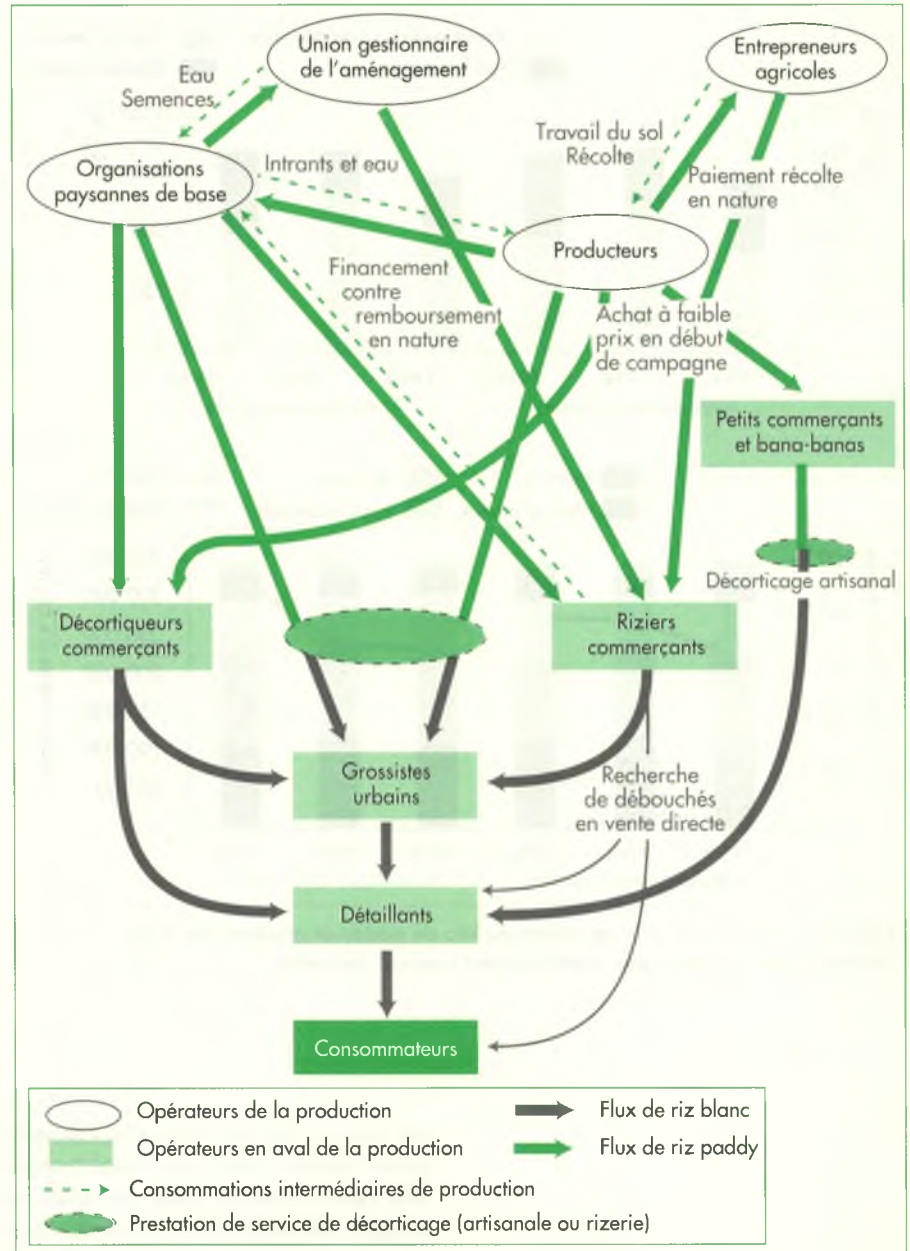 Union gestionnaire
de l'aménagement
Entrepreneurs
agricoles
Eau
Semences
Travail du sol
Récolte
Organisations
paysannes de base
Intrants et eau
Paiement récolte
en nature
Producteurs
Financement
contre
remboursement
en nature
Achat à faible
prix en début
de campagne
Petits commerçants
et bana-banas
Décorticage artisanal
Décortiqueurs
commerçants
Riziers
commerçants
Grossistes
urbains
Recherche
de débouchés
en vente directe
Détaillants
Consommateurs
Opérateurs de la production
Flux de riz blanc
Opérateurs en aval de la production
Flux de riz paddy
Consommations intermédiaires de production
Prestation de service de décorticage (artisanale ou rizerie)